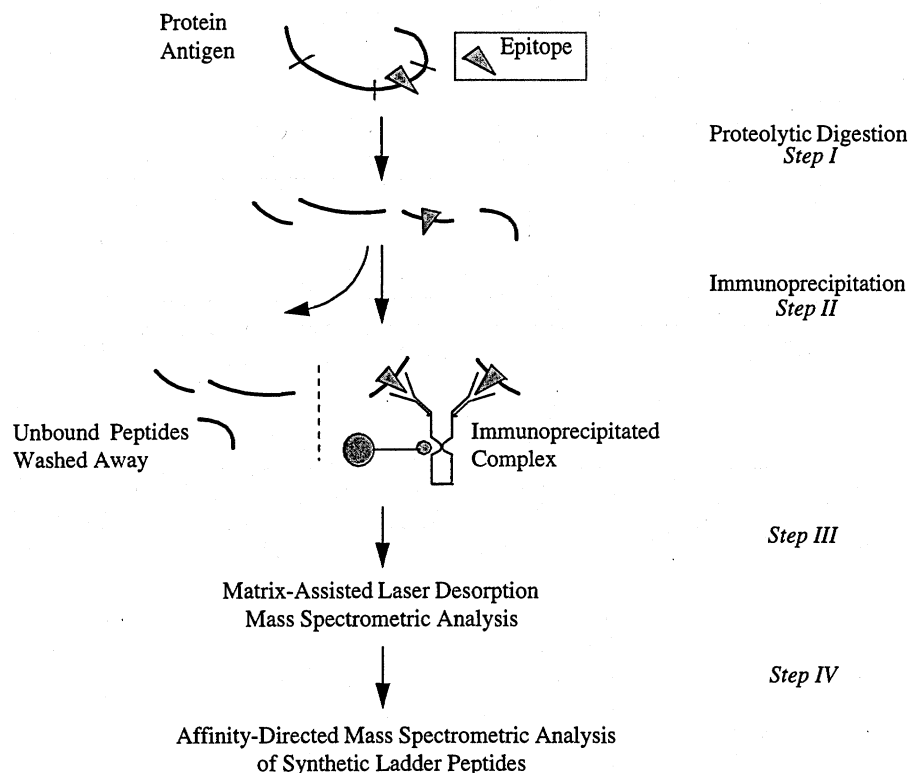 Protein
Antigen
Epitope
Proteolytic Digestion
Step I
Immunoprecipitation
Step II
Unbound Peptides
Washed Away
Immunoprecipitated
Complex
Step III
Matrix-Assisted Laser Desorption
Mass Spectrometric Analysis
Step IV
Affinity-Directed Mass Spectrometric Analysis
of Synthetic Ladder Peptides